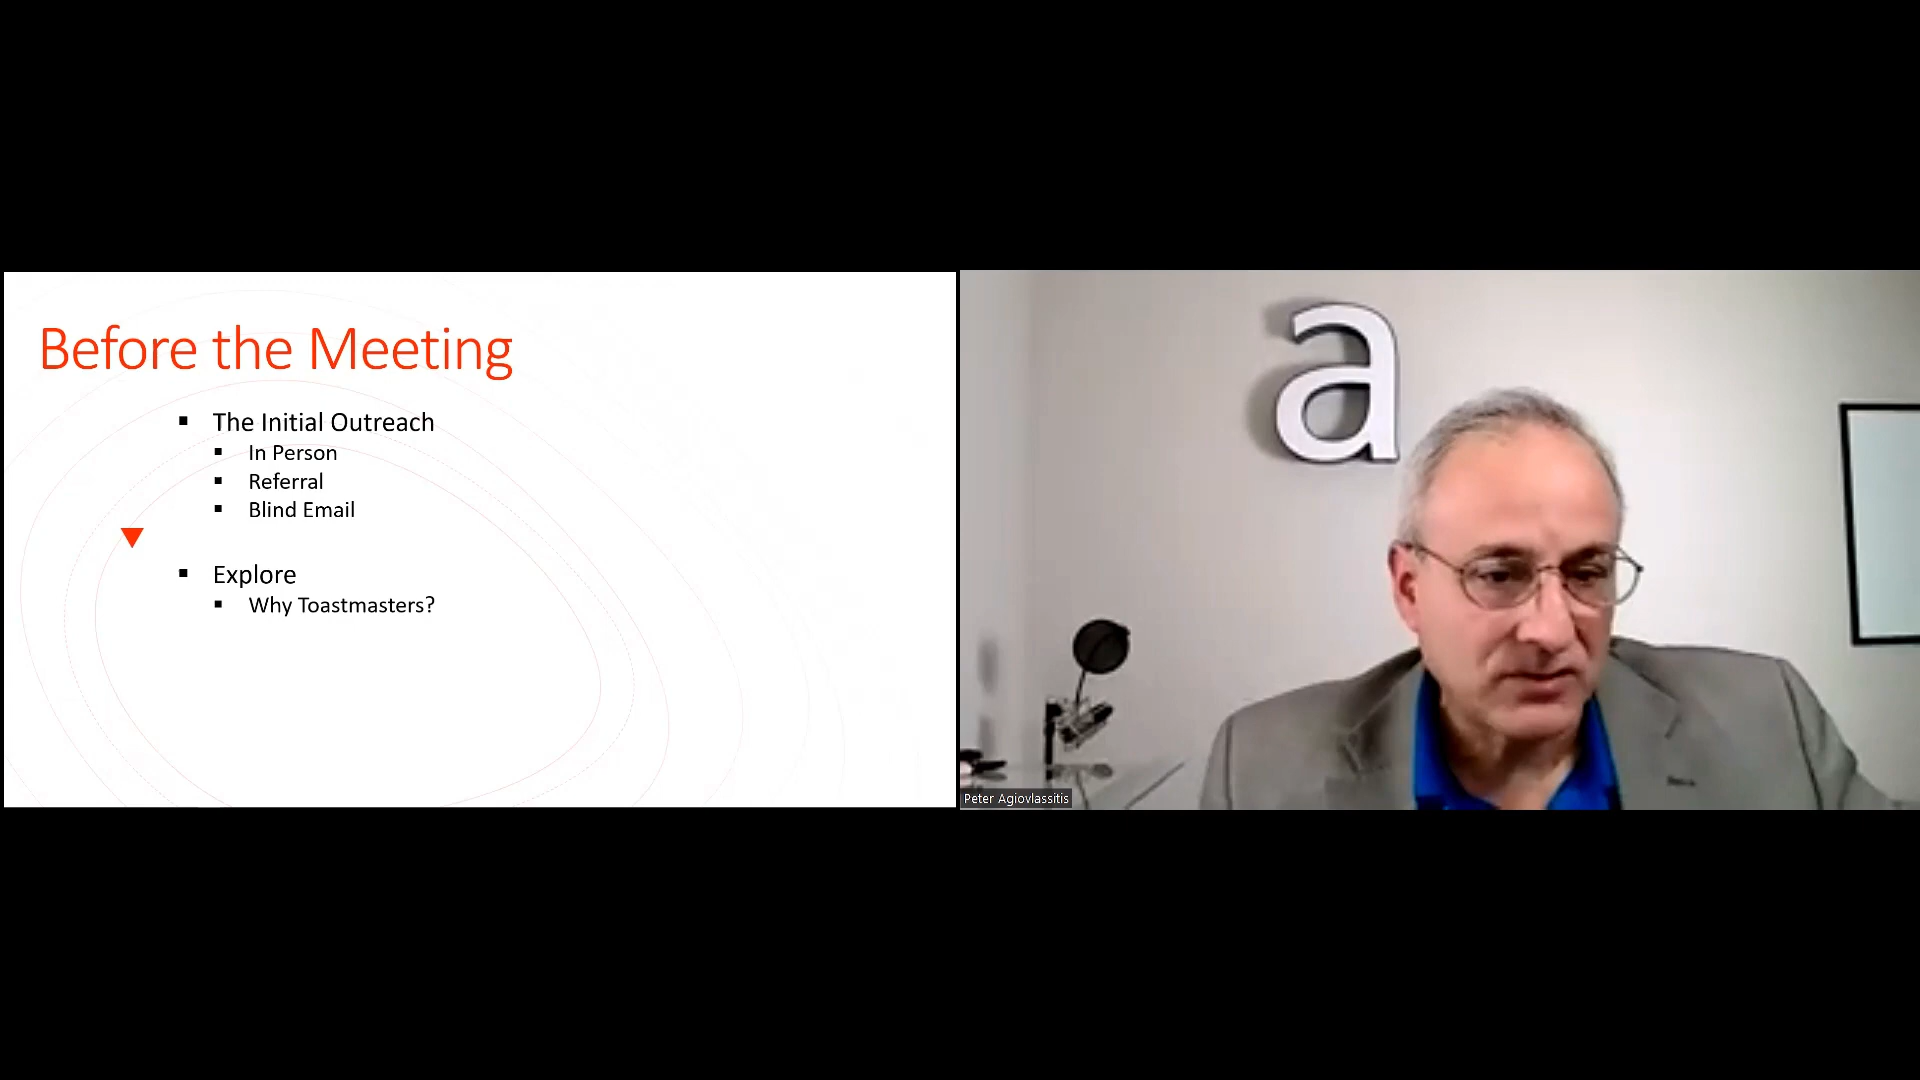 Before the Meeting
The Initial Outreach
In Person
Referral
Blind Email
Explore
Why Toastmasters?
a
Peter Agiovlassitis